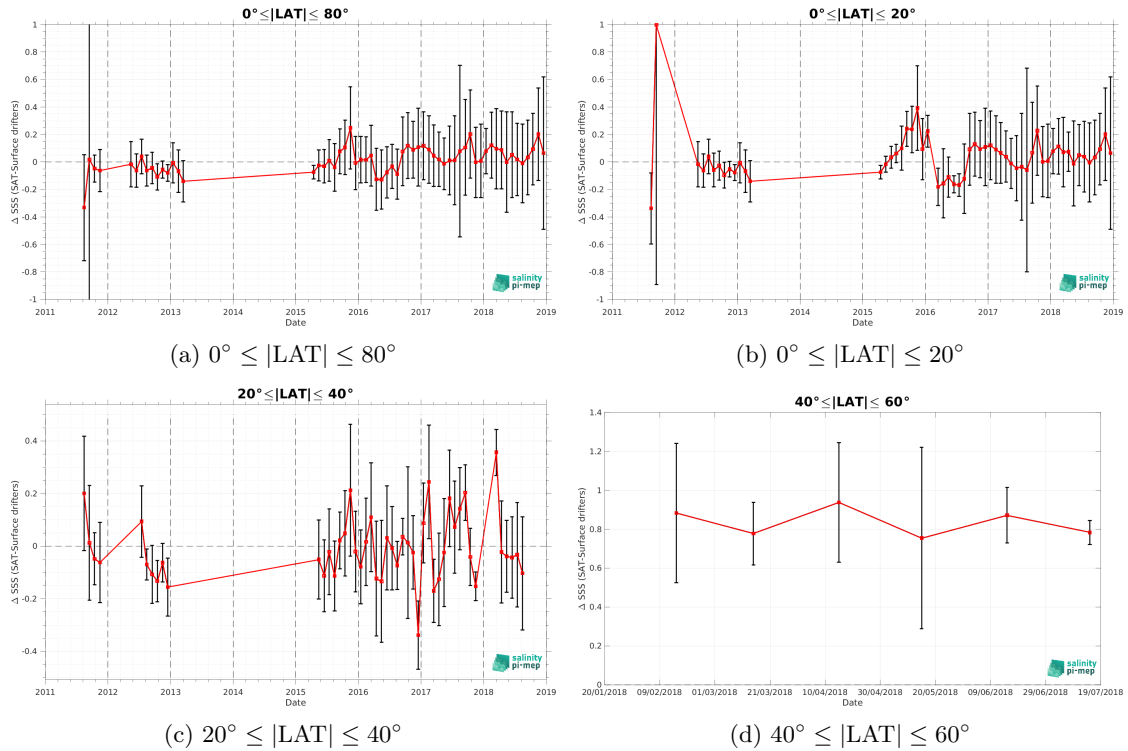 0°≤|LAT|≤ 80°
Δ SSS (SAT-Surface drifters)
1
0.8
0.6
0.4
0.2
0
-0.2
-0.4
-0.6
-0.8
-1
2011 2012 2013 2014 2015 2016 2017 2018 2019
Date
salinity
pi-mep
(a) 0° ≤ |LAT| ≤ 80°
0°≤|LAT|≤ 20°
Δ SSS (SAT-Surface drifters)
1
0.8
0.6
0.4
0.2
0
-0.2
-0.4
-0.6
-0.8
-1
2011 2012 2013 2014 2015 2016 2017 2018 2019
Date
salinity
pi-mep
(b) 0° ≤ |LAT| ≤ 20°
20°≤|LAT|≤ 40°
Δ SSS (SAT-Surface drifters)
0.4
0.2
0
-0.2
-0.4
2011 2012 2013 2014 2015 2016 2017 2018 2019
Date
salinity
pi-mep
(c) 20° ≤ |LAT| ≤ 40°
40°≤|LAT|≤ 60°
Δ SSS (SAT-Surface drifters)
1.4
1.2
1
0.8
0.6
0.4
0.2
0
20/01/2018 09/02/2018 01/03/2018 21/03/2018 10/04/2018 30/04/2018 20/05/2018 09/06/2018 29/06/2018 19/07/2018
Date
salinity
pi-mep
(d) 40° ≤ |LAT| ≤ 60°